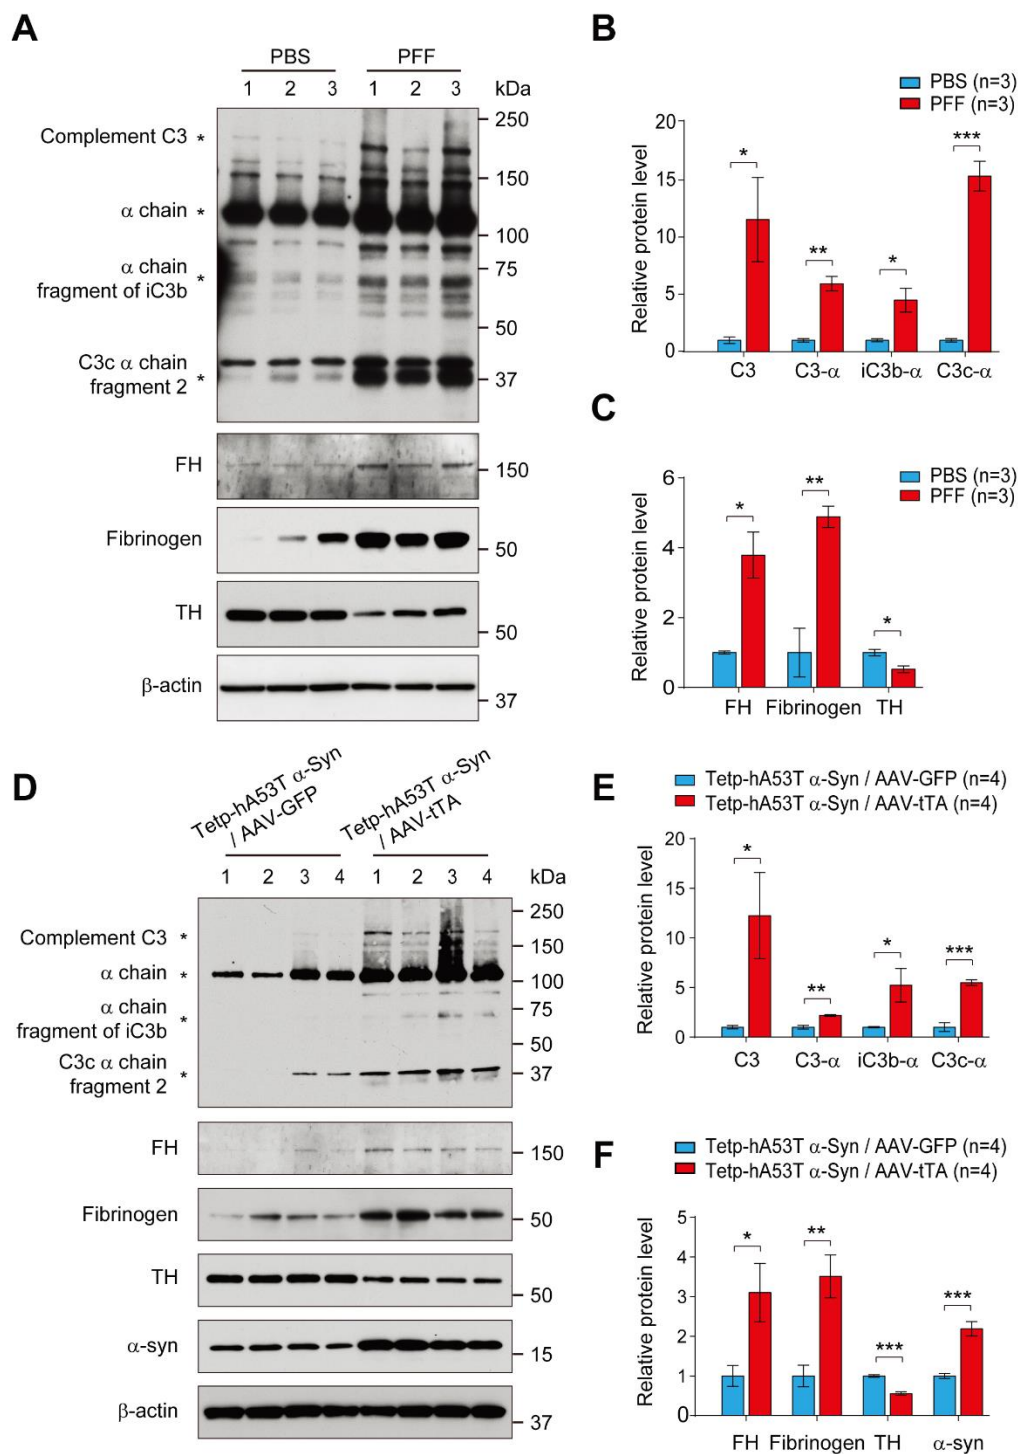 A
PBS PFF
1 2 3 1 2 3 kDa
Complement C3 *
α chain *
α chain
fragment of iC3b *
C3c α chain
fragment 2 *
250
150
100
75
50
37
FH
150
Fibrinogen
50
TH
50
β-actin
37
B
PBS (n=3)
PFF (n=3)
Relative protein level
20
15
10
5
0
* ** * ***
C3 C3-α iC3b-α C3c-α
C
PBS (n=3)
PFF (n=3)
Relative protein level
6
4
2
0
* ** *
FH Fibrinogen TH
D
Tetp-hA53T α-Syn
/ AAV-GFP
Tetp-hA53T α-Syn
/ AAV-tTA
1 2 3 4 1 2 3 4 kDa
Complement C3 *
α chain *
α chain
fragment of iC3b *
C3c α chain
fragment 2 *
250
150
100
75
50
37
FH
150
Fibrinogen
50
TH
50
α-syn
15
β-actin
37
E
Tetp-hA53T α-Syn / AAV-GFP (n=4)
Tetp-hA53T α-Syn / AAV-tTA (n=4)
Relative protein level
20
15
10
5
0
* ** * ***
C3 C3-α iC3b-α C3c-α
F
Tetp-hA53T α-Syn / AAV-GFP (n=4)
Tetp-hA53T α-Syn / AAV-tTA (n=4)
Relative protein level
5
4
3
2
1
0
* ** *** ***
FH Fibrinogen TH α-syn